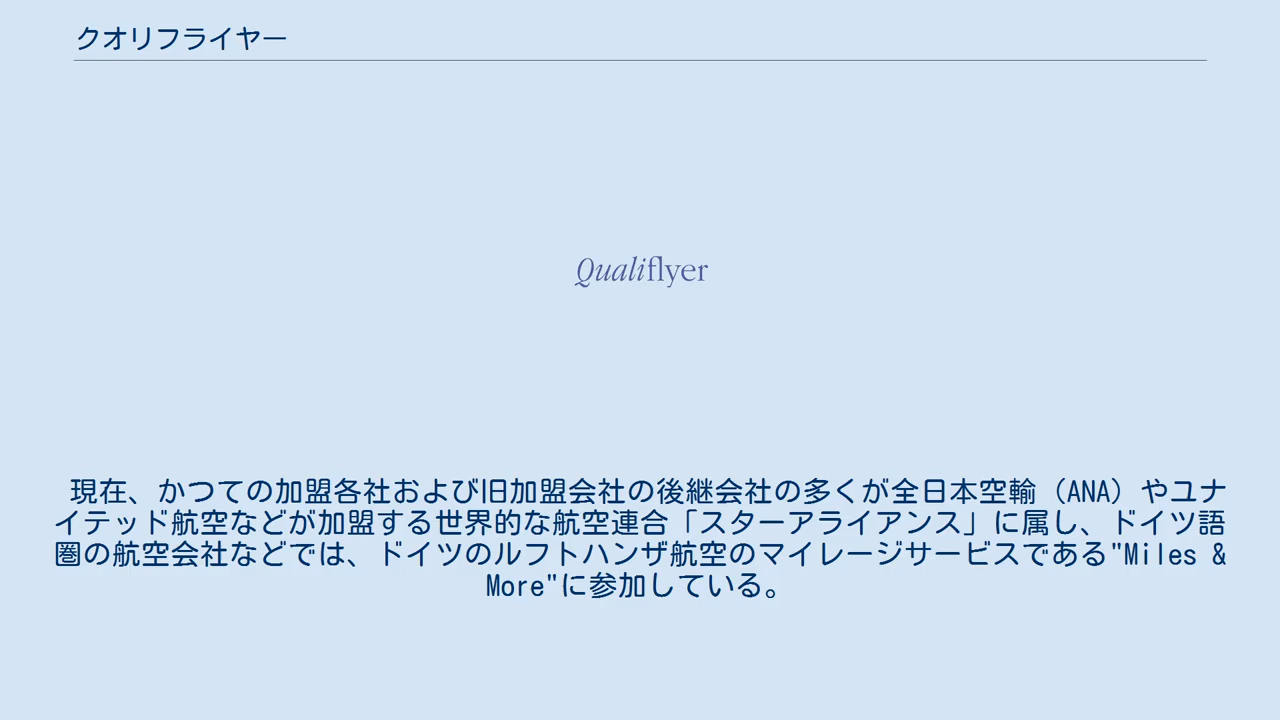 クオリフライヤー
Qualiflyer
現在、かつての加盟各社および旧加盟会社の後継会社の多くが全日本空輸（ANA）やユナ
イテッド航空などが加盟する世界的な航空連合「スターアライアンス」に属し、ドイツ語
圏の航空会社などでは、ドイツのルフトハンザ航空のマイレージサービスである"Miles &
More"に参加している。